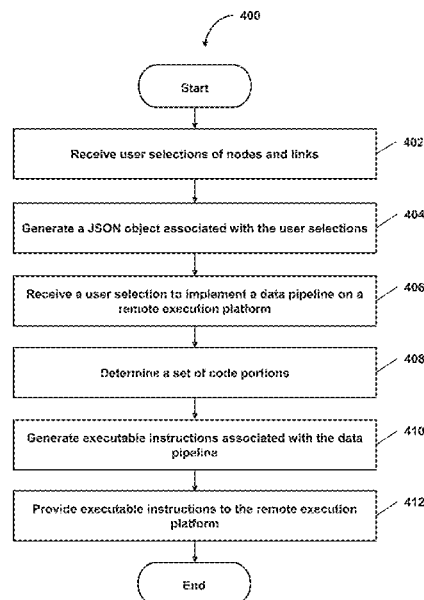 400
Start
Receive user selections of nodes and links
402
Generate a JSON object associated with the user selections
404
Receive a user selection to implement a data pipeline on a
remote execution platform
406
Determine a set of code portions
408
Generate executable instructions associated with the data
pipeline
410
Provide executable instructions to the remote execution
platform
412
End